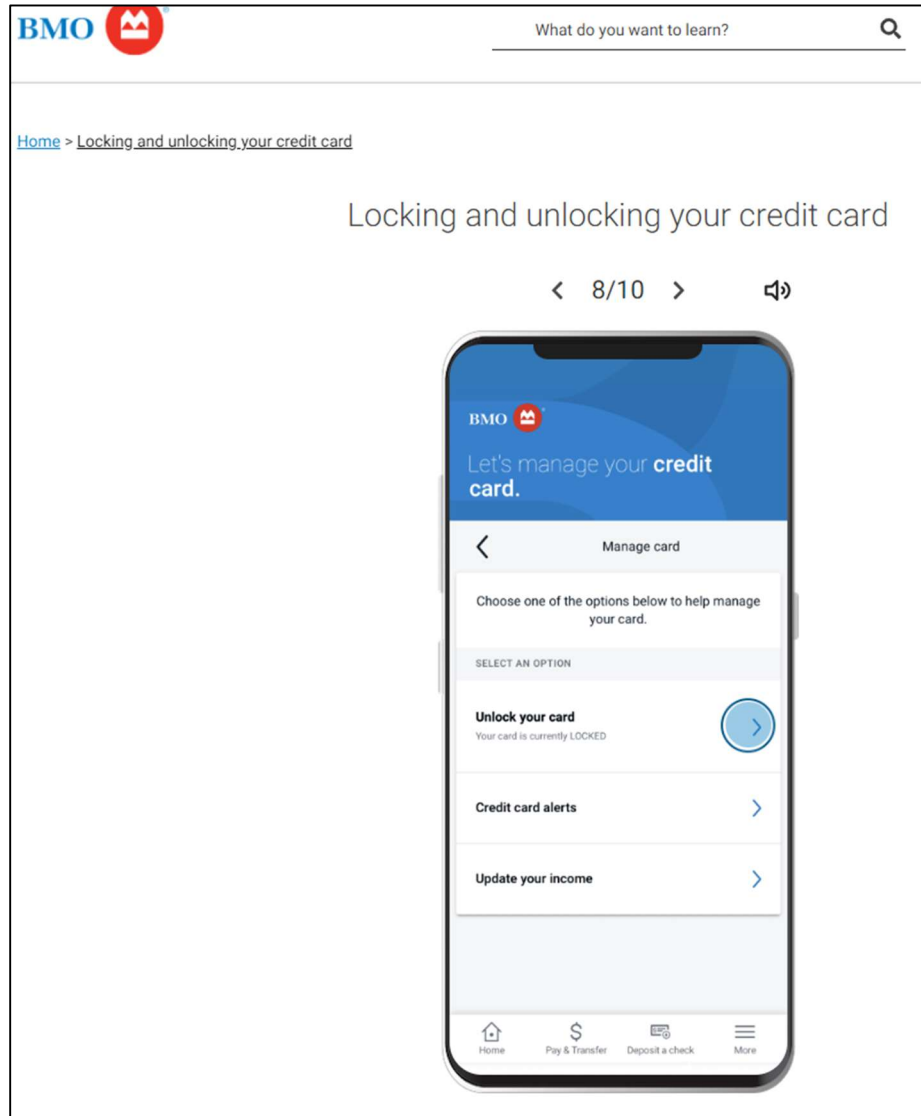 BMO
What do you want to learn?
Home > Locking and unlocking your credit card
Locking and unlocking your credit card
< 8/10 >
BMO
Let's manage your credit
card.
Manage card
Choose one of the options below to help manage
your card.
SELECT AN OPTION
Unlock your card
Your card is currently LOCKED
Credit card alerts
Update your income
Home Pay & Transfer Deposit a check More